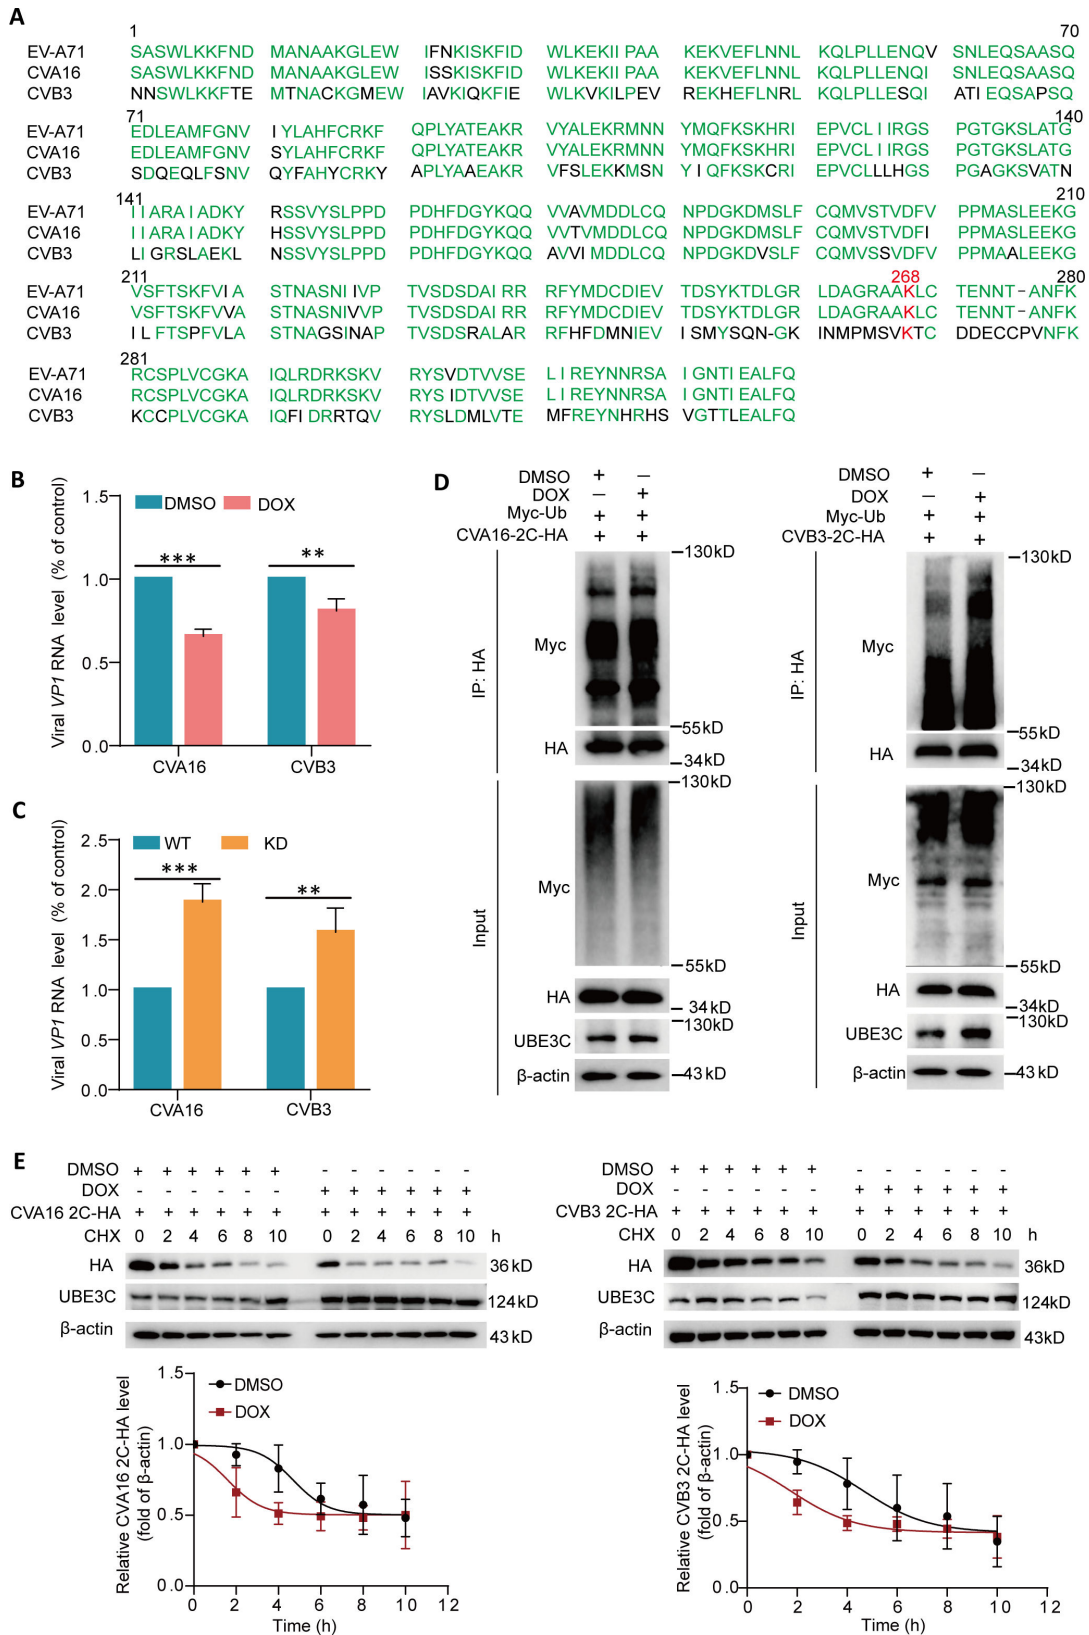 A
1 70
EV-A71 SASWLKKFND MANAAKGLEW IFNKISKFID WLKEKIIPAA KEKVEFLNNL KQLPLLENQV SNLEQSAASQ
CVA16 SASWLKKFND MANAAKGLEW ISSKISKFID WLKEKIIPAA KEKVEFLNNL KQLPLLENQI SNLEQSAASQ
CVB3 NNSWLKKFTE MTNACKGMEW IAVKIQKFIE WLKVKILPEV REKHEFLNRL KQLPLLESQI ATIEQSAPSQ
71 140
EV-A71 EDLEAMFGNV IYLAHFCRKF QPLYATEAKR VYALEKRMNN YMQFKSKHRI EPVCLIIRGS PGTGKSLATG
CVA16 EDLEAMFGNV SYLAHFCRKF QPLYATEAKR VYALEKRMNN YMQFKSKHRI EPVCLIIRGS PGTGKSLATG
CVB3 SDQEQLFSNV QYFAHYCRKY APLYAAEAKR VFSLEKKMSN YIQFKSKCRI EPVCLLLHGS PGAGKSVATN
141 210
EV-A71 IIARAIADKY RSSVYSLPPD PDHFDGYKQQ VVAVMDDLCQ NPDGKDMSLF CQMVSTVDFV PPMASLEEKG
CVA16 IIARAIADKY HSSVYSLPPD PDHFDGYKQQ VVTVMDDLCQ NPDGKDMSLF CQMVSTVDFI PPMASLEEKG
CVB3 LIGRSLAEKL NSSVYSLPPD PDHFDGYKQQ AVVIMDDLCQ NPDGKDVSLF CQMVSSVDFV PPMAALEEKG
211 268 280
EV-A71 VSFTSKFVIA STNASNIIVP TVSDSDAIRR RFYMDCDIEV TDSYKTDLGR LDAGRAAKLC TENNT-ANFK
CVA16 VSFTSKFVVA STNASNVVVP TVSDSDAIRR RFYMDCDIEV TDSYKTDLGR LDAGRAAKLC TENNT-ANFK
CVB3 ILFTSPFVLA STNAGSINAP TVSDSRALAR RFHFDMNIEV ISMYSQN-GK INMPMSVKTC DDECCPVNFK
281
EV-A71 RCSPLVCGKA IQLRDRKSKV RYSVDTVVSE LIREYNNRSA IGNTIEALFQ
CVA16 RCSPLVCGKA IQLRDRKSKV RYSIDTVVSE LIREYNNRSA IGNTIEALFQ
CVB3 KCCPLVCGKA IQFIDRRTQV RYSLDMLVTE MFREYNHRHS VGTTLEALFQ
B
Viral VP1 RNA level (% of control)
1.5
1.0
0.5
0.0
DMSO DOX
*** **
CVA16 CVB3
C
Viral VP1 RNA level (% of control)
2.5
2.0
1.5
1.0
0.5
0.0
WT KD
*** **
CVA16 CVB3
D
DMSO + −
DOX − +
Myc-Ub + +
CVA16-2C-HA + +
IP: HA
Myc
130kD
55kD
HA
34kD
Input
130kD
Myc
55kD
HA
34kD
130kD
UBE3C
β-actin
43kD
DMSO + −
DOX − +
Myc-Ub + +
CVB3-2C-HA + +
IP: HA
130kD
Myc
55kD
HA
34kD
Input
130kD
Myc
55kD
HA
34kD
130kD
UBE3C
β-actin
43kD
E
DMSO + + + + + + - - - - - -
DOX - - - - - - + + + + + +
CVA16 2C-HA + + + + + + + + + + + +
CHX 0 2 4 6 8 10 0 2 4 6 8 10 h
HA 36kD
UBE3C 124kD
β-actin 43kD
Relative CVA16 2C-HA level
(fold of β-actin)
1.5
1.0
0.5
0.0
DMSO
DOX
0 2 4 6 8 10 12
Time (h)
DMSO + + + + + + - - - - - -
DOX - - - - - - + + + + + +
CVB3 2C-HA + + + + + + + + + + + +
CHX 0 2 4 6 8 10 0 2 4 6 8 10 h
HA 36kD
UBE3C 124kD
β-actin 43kD
Relative CVB3 2C-HA level
(fold of β-actin)
1.5
1.0
0.5
0.0
DMSO
DOX
0 2 4 6 8 10 12
Time (h)